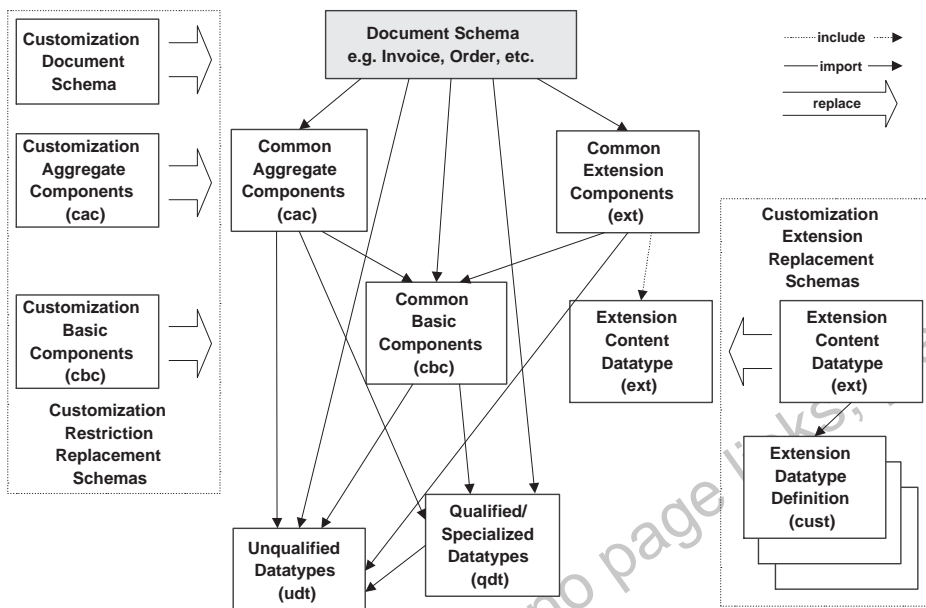 Customization
Document
Schema
Document Schema
e.g. Invoice, Order, etc.
include
import
replace
Customization
Aggregate
Components
(cac)
Common
Aggregate
Components
(cac)
Common
Extension
Components
(ext)
Customization
Extension
Replacement
Schemas
Customization
Basic
Components
(cbc)
Common
Basic
Components
(cbc)
Extension
Content
Datatype
(ext)
Extension
Content
Datatype
(ext)
Customization
Restriction
Replacement
Schemas
Extension
Datatype
Definition
(cust)
Unqualified
Datatypes
(udt)
Qualified/
Specialized
Datatypes
(qdt)
no page links,